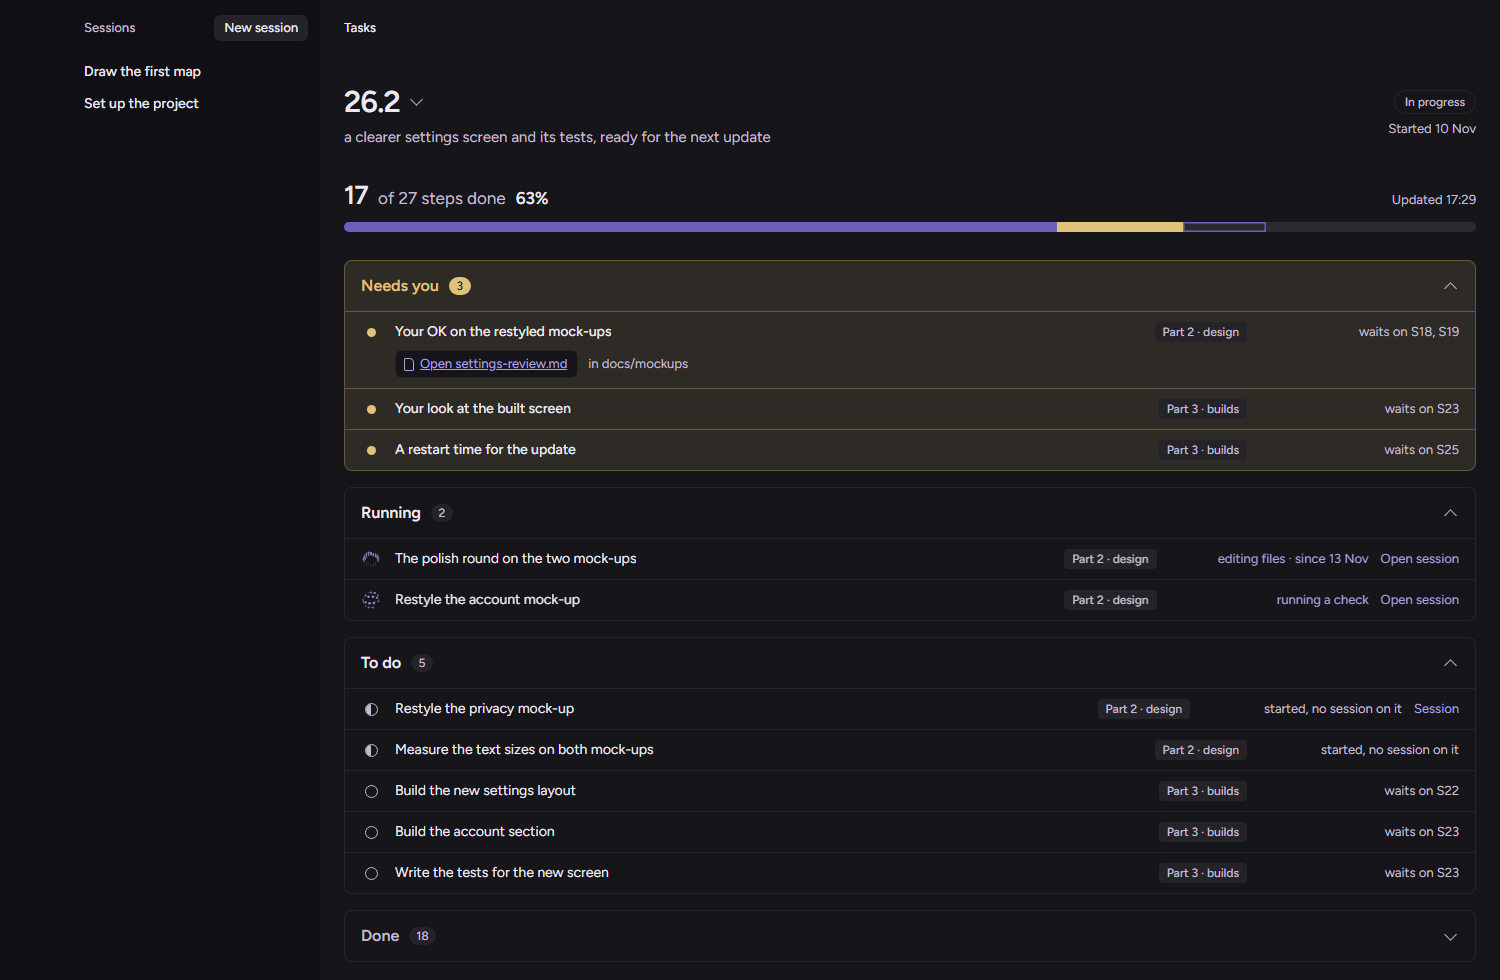 Sessions
New session
Draw the first map
Set up the project
Tasks
26.2
In progress
a clearer settings screen and its tests, ready for the next update
Started 10 Nov
17 of 27 steps done 63%
Updated 17:29
Needs you 3
Your OK on the restyled mock-ups Part 2 · design waits on S18, S19
Open settings-review.md in docs/mockups
Your look at the built screen Part 3 · builds waits on S23
A restart time for the update Part 3 · builds waits on S25
Running 2
The polish round on the two mock-ups Part 2 · design editing files · since 13 Nov Open session
Restyle the account mock-up Part 2 · design running a check Open session
To do 5
Restyle the privacy mock-up Part 2 · design started, no session on it Session
Measure the text sizes on both mock-ups Part 2 · design started, no session on it
Build the new settings layout Part 3 · builds waits on S22
Build the account section Part 3 · builds waits on S23
Write the tests for the new screen Part 3 · builds waits on S23
Done 18